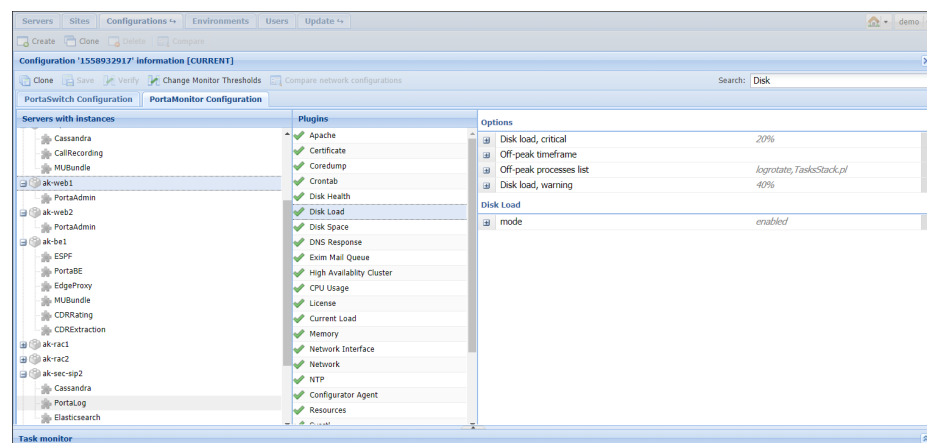 Servers Sites Configurations Environments Users Update demo
Create Clone Delete Compare
Configuration '1558932917' information [CURRENT]
Clone Save Verify Change Monitor Thresholds Compare network configurations Search: Disk
PortaSwitch Configuration PortaMonitor Configuration
Servers with instances
Cassandra
CallRecording
MUBundle
ak-web1
PortaAdmin
ak-web2
PortaAdmin
ak-be1
ESPF
PortaBE
EdgeProxy
MUBundle
CDRRating
CDRExtraction
ak-rac1
ak-rac2
ak-sec-sip2
Cassandra
PortaLog
Elasticsearch
Plugins
Apache
Certificate
Coredump
Crontab
Disk Health
Disk Load
Disk Space
DNS Response
Exim Mail Queue
High Availablity Cluster
CPU Usage
License
Current Load
Memory
Network Interface
Network
NTP
Configurator Agent
Resources
Options
Disk load, critical 20%
Off-peak timeframe
Off-peak processes list logrotate,TasksStack.pl
Disk load, warning 40%
Disk Load
mode enabled
Task monitor